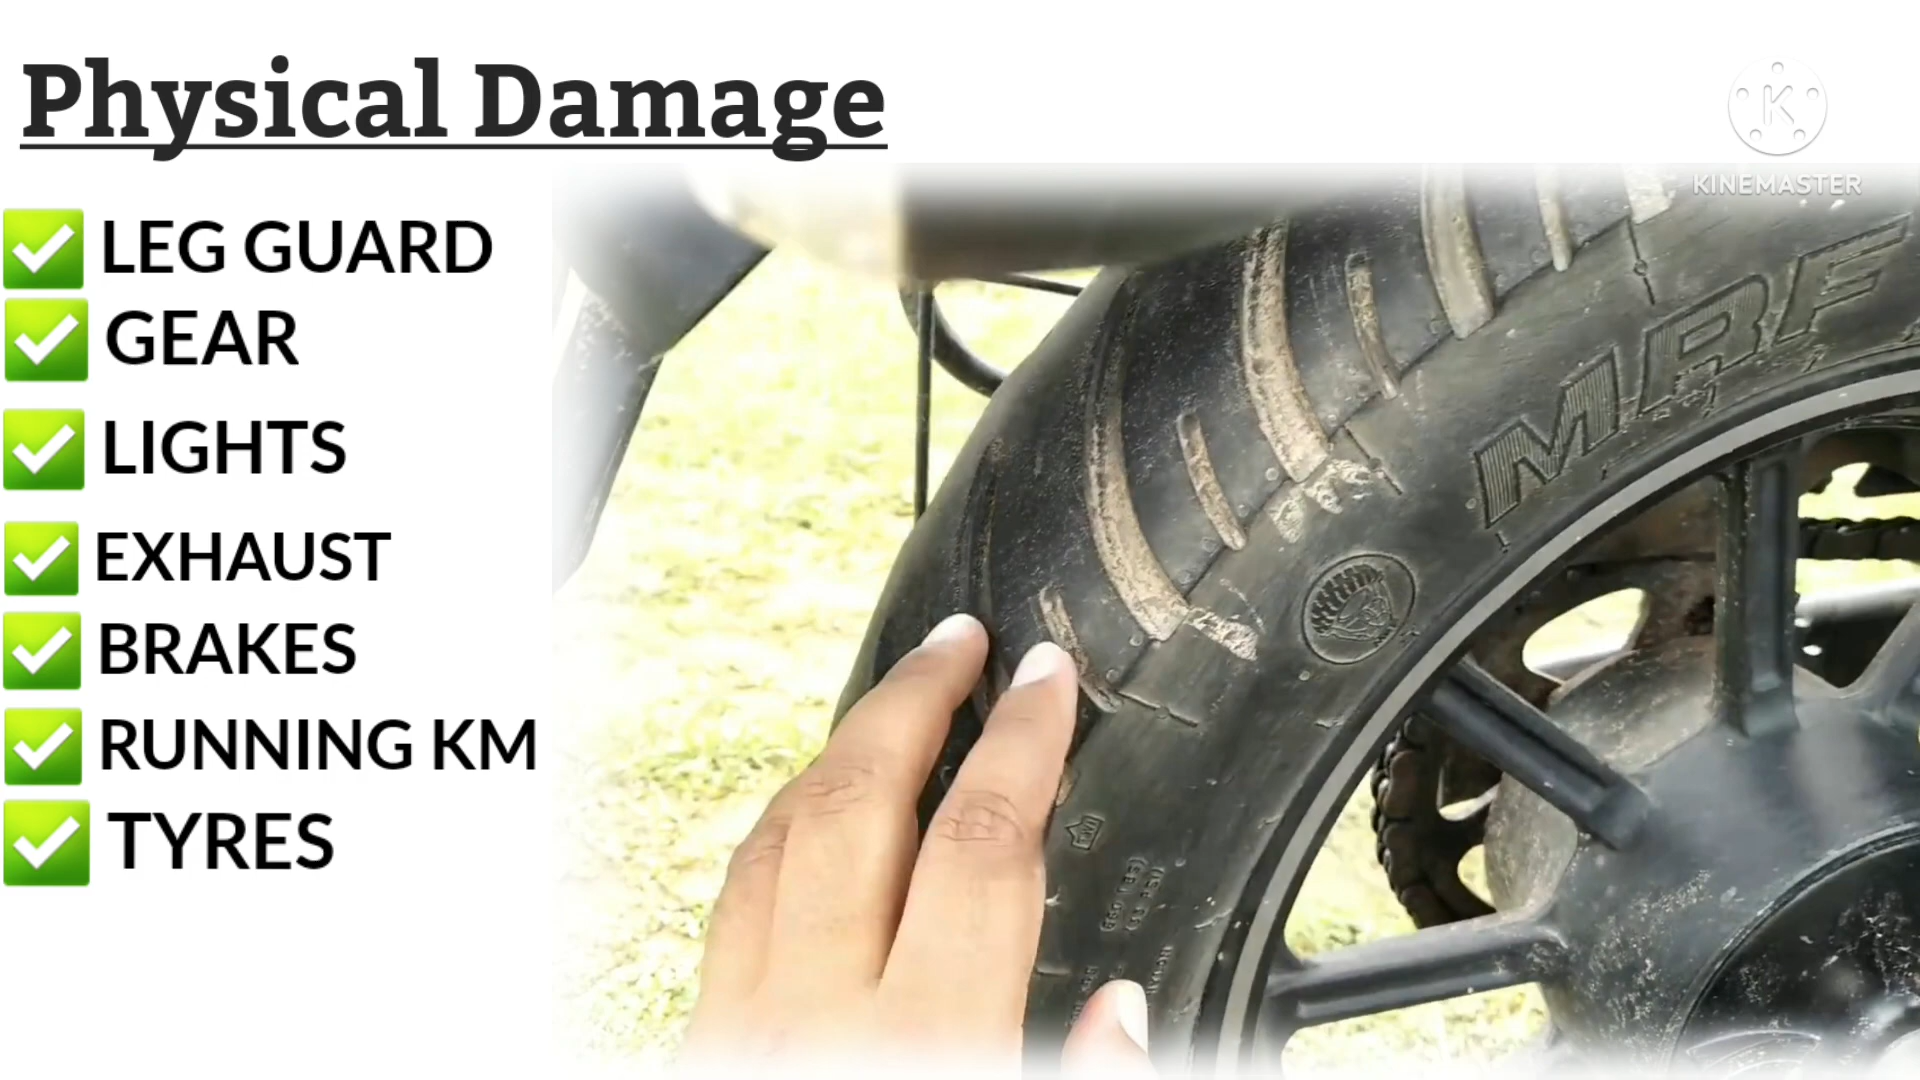 Physical Damage
KINEMASTER
✅ LEG GUARD
✅ GEAR
✅ LIGHTS
✅ EXHAUST
✅ BRAKES
✅ RUNNING KM
✅ TYRES
MRF